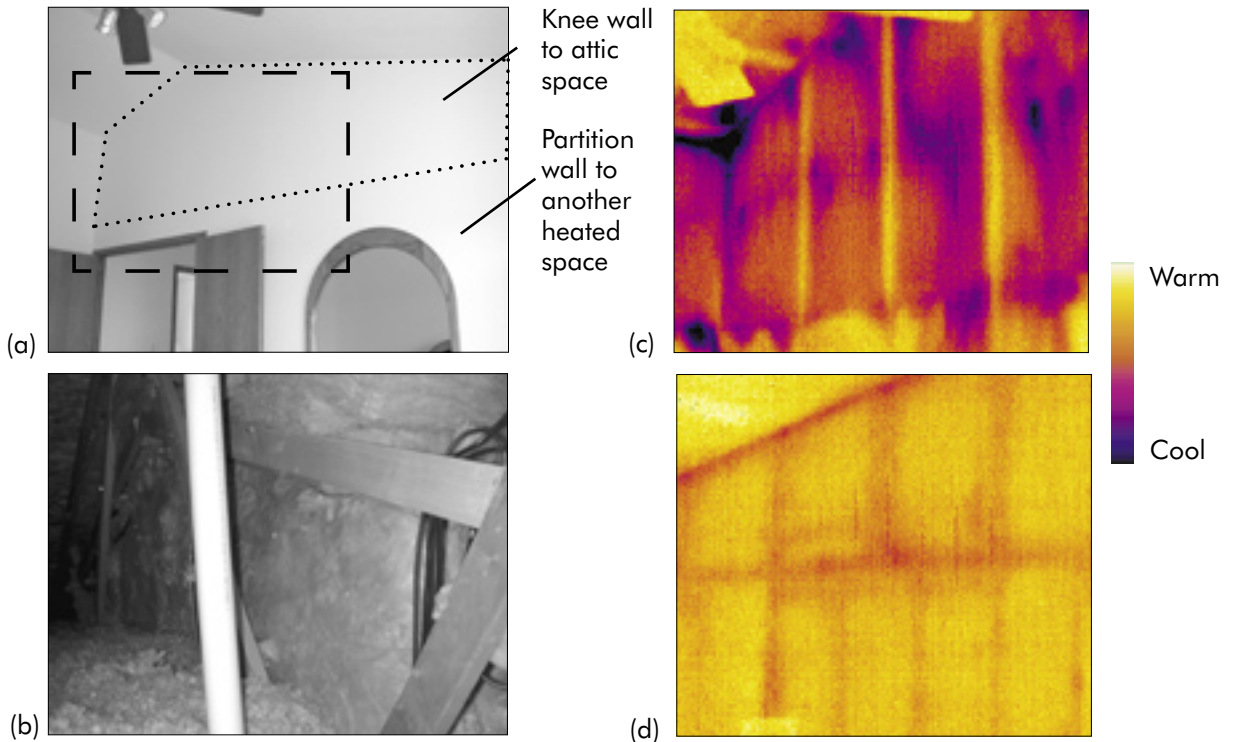 Knee wall
to attic
space
Partition
wall to
another
heated
space
(a)
(c)
Warm
Cool
(b)
(d)